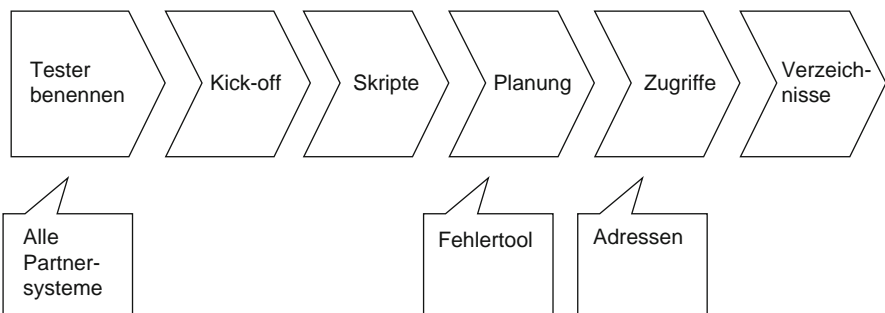 Tester
benennen
Kick-off
Skripte
Planung
Zugriffe
Verzeich-
nisse
Alle
Partner-
systeme
Fehlertool
Adressen